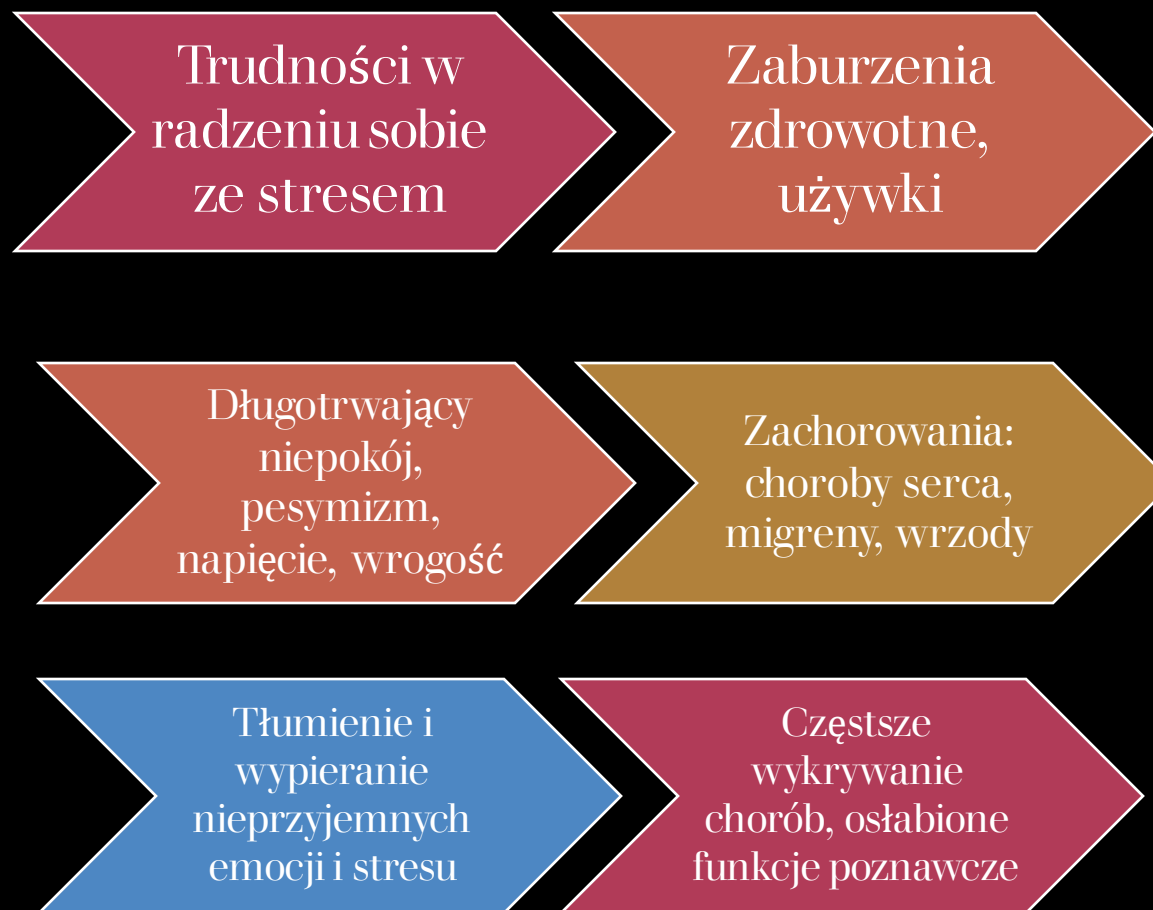 Trudności w
radzeniu sobie
ze stresem
Zaburzenia
zdrowotne,
używki
Długotrwający
niepokój,
pesymizm,
napięcie, wrogość
Zachorowania:
choroby serca,
migreny, wrzody
Tłumienie i
wypieranie
nieprzyjemnych
emocji i stresu
Częstsze
wykrywanie
chorób, osłabione
funkcje poznawcze